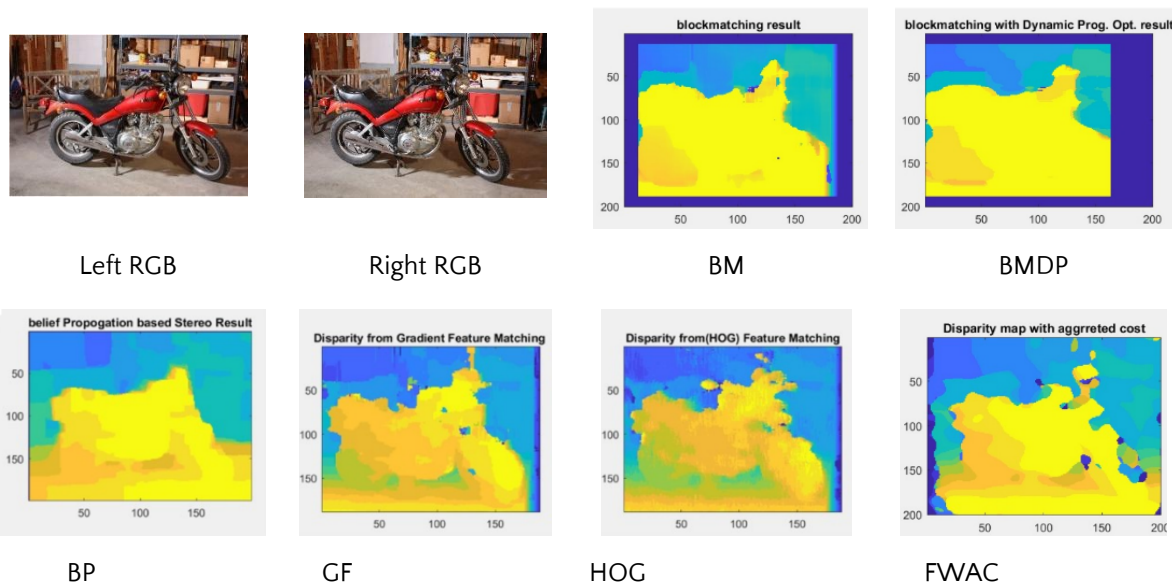 blockmatching result
50
100
150
200
50 100 150 200
blockmatching with Dynamic Prog. Opt. result
50
100
150
200
50 100 150 200
Left RGB Right RGB BM BMDP
belief Propogation based Stereo Result
50
100
150
50 100 150
Disparity from Gradient Feature Matching
50
100
150
50 100 150
Disparity from(HOG) Feature Matching
50
100
150
50 100 150
Disparity map with aggrreted cost
50
100
150
200
50 100 150 200
BP GF HOG FWAC